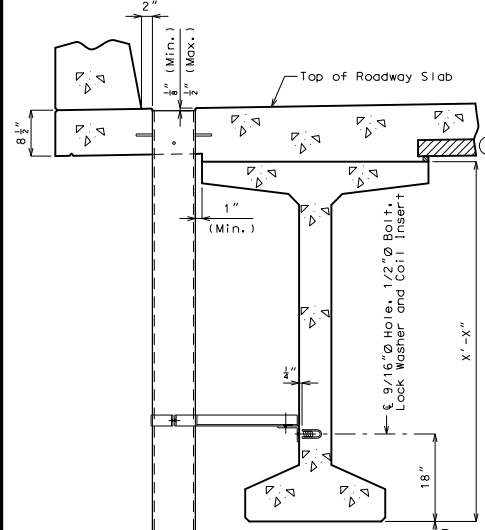 2"
1/8" (Min.)
1/2" (Max.)
Top of Roadway Slab
8 1/2"
1"
(Min.)
℄ 9/16"Ø Hole, 1/2"Ø Bolt,
Lock Washer and Coil Insert
X'-X"
1/4"
18"